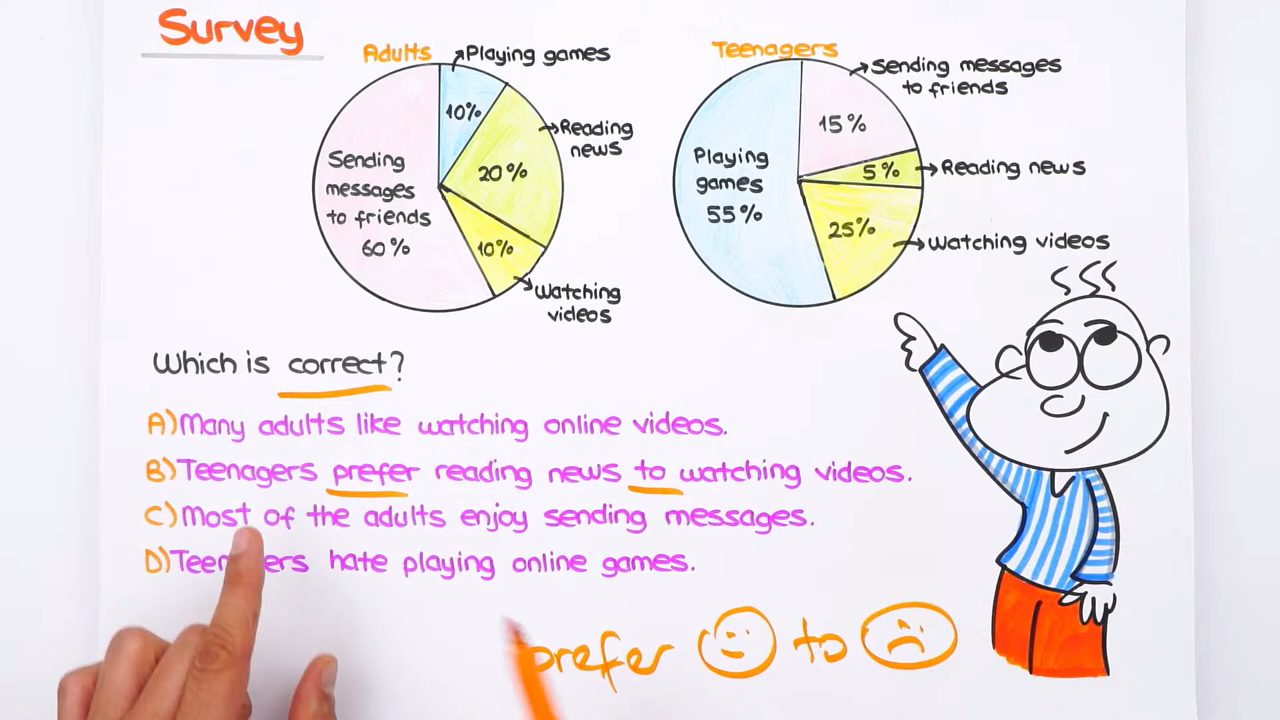 Survey
Adults
Playing games
10%
Reading
news
20%
Sending
messages
to friends
60%
10%
Watching
videos
Teenagers
Sending messages
to friends
15%
Playing
games
55%
5%
Reading news
25%
Watching videos
Which is correct?
A) Many adults like watching online videos.
B) Teenagers prefer reading news to watching videos.
C) Most of the adults enjoy sending messages.
D) hate playing online games.
prefer to